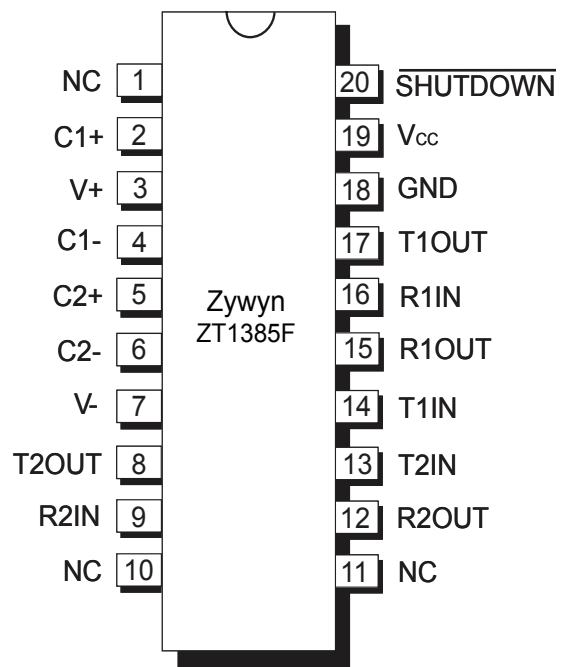 NC 1 20 SHUTDOWN
C1+ 2 19 Vcc
V+ 3 18 GND
C1- 4 17 T1OUT
C2+ 5 16 R1IN
Zywyn
ZT1385F
C2- 6 15 R1OUT
V- 7 14 T1IN
T2OUT 8 13 T2IN
R2IN 9 12 R2OUT
NC 10 11 NC